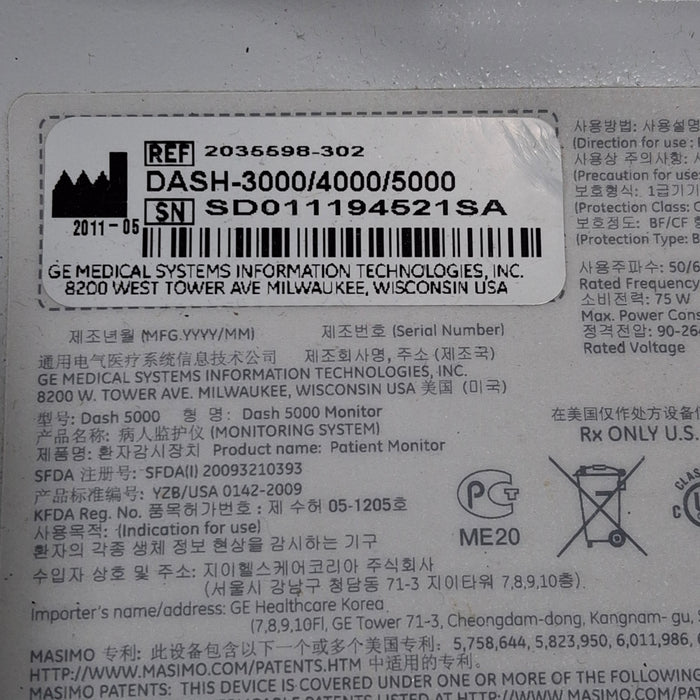 REF 2035598-302
DASH-3000/4000/5000
SN SD011194521SA
2011-05
GE MEDICAL SYSTEMS INFORMATION TECHNOLOGIES, INC.
8200 WEST TOWER AVE MILWAUKEE, WISCONSIN USA
제조년월 (MFG.YYYY/MM) 제조번호 (Serial Number)
通用电气医疗系统信息技术公司 제조회사명, 주소 (제조국)
GE MEDICAL SYSTEMS INFORMATION TECHNOLOGIES, INC.
8200 W. TOWER AVE. MILWAUKEE, WISCONSIN USA 美国 (미국)
型号: Dash 5000 형 명: Dash 5000 Monitor
产品名称: 病人监护仪 (MONITORING SYSTEM)
제품명: 환자감시장치 Product name: Patient Monitor
SFDA 注册号: SFDA(I) 20093210393
产品标准编号: YZB/USA 0142-2009
KFDA Reg. No. 품목허가번호: 제 수허 05-1205호
사용목적: (Indication for use)
환자의 각종 생체 정보 현상을 감시하는 기구
수입자 상호 및 주소: 지이헬스케어코리아 주식회사
(서울시 강남구 청담동 71-3 지이타워 7,8,9,10층)
Importer's name/address: GE Healthcare Korea
(7,8,9,10Fl, GE Tower 71-3, Cheongdam-dong, Kangnam-gu,
MASIMO 专利: 此设备包含以下一个或多个美国专利: 5,758,644, 5,823,950, 6,011,986,
HTTP://WWW.MASIMO.COM/PATENTS.HTM 中适用的专利.
MASIMO PATENTS: THIS DEVICE IS COVERED UNDER ONE OR MORE OF THE FOLLOWING
사용방법: 사용설명
(Direction for use:
사용상 주의사항:
(Precaution for use:
보호형식: 1급기기
(Protection Class:
보호정도: BF/CF 형
(Protection Type: B
사용주파수: 50/6
Rated Frequency
소비전력: 75 W
Max. Power Cons
정격전압: 90-26
Rated Voltage
在美国仅作处方设备
Rx ONLY U.S.
PCT
ME20
CLAS